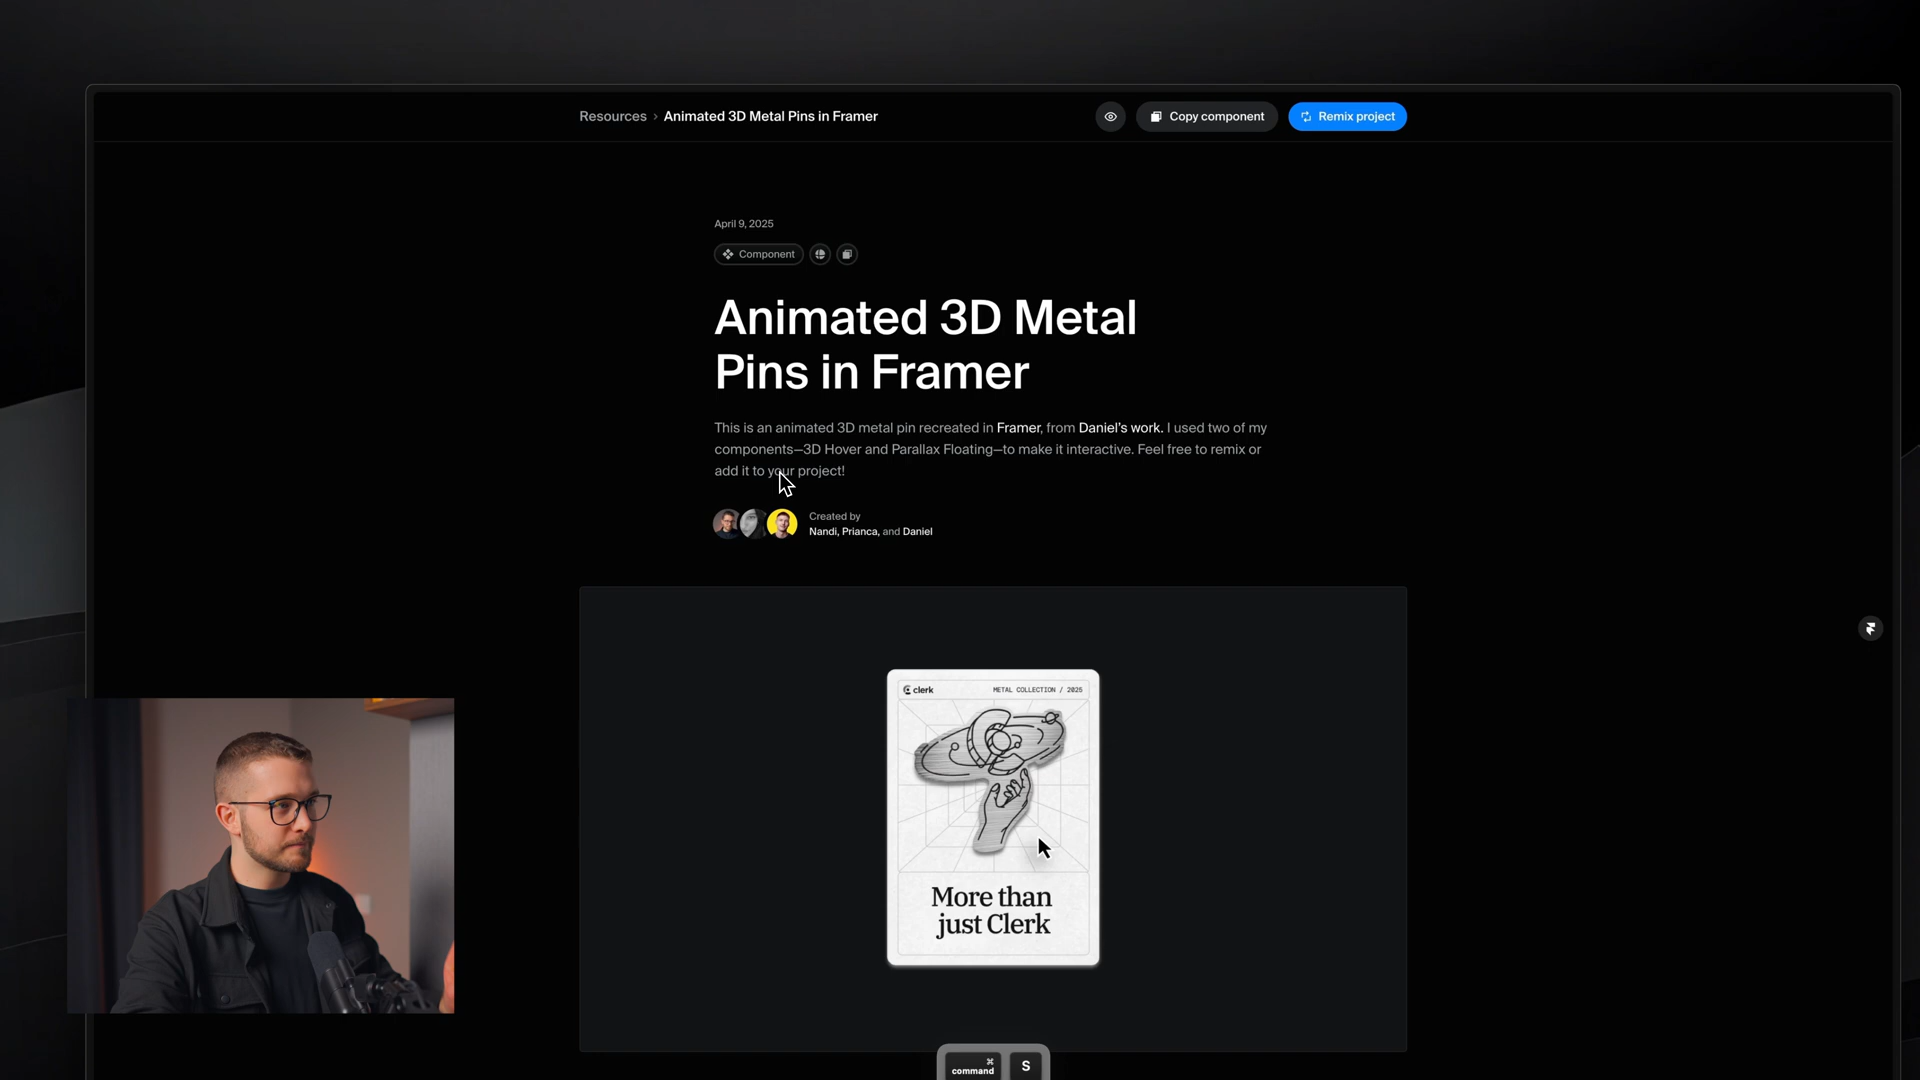 Resources › Animated 3D Metal Pins in Framer
Copy component
Remix project
April 9, 2025
Component
Animated 3D Metal
Pins in Framer
This is an animated 3D metal pin recreated in Framer, from Daniel's work. I used two of my
components—3D Hover and Parallax Floating—to make it interactive. Feel free to remix or
add it to your project!
Created by
Nandi, Prianca, and Daniel
clerk
METAL COLLECTION / 2025
More than
just Clerk
⌘
command
S